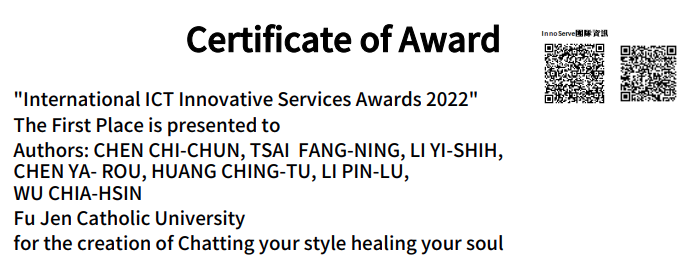 Certificate of Award
InnoServe團隊資訊
"International ICT Innovative Services Awards 2022"
The First Place is presented to
Authors: CHEN CHI-CHUN, TSAI  FANG-NING, LI YI-SHIH,
CHEN YA- ROU, HUANG CHING-TU, LI PIN-LU,
WU CHIA-HSIN
Fu Jen Catholic University
for the creation of Chatting your style healing your soul